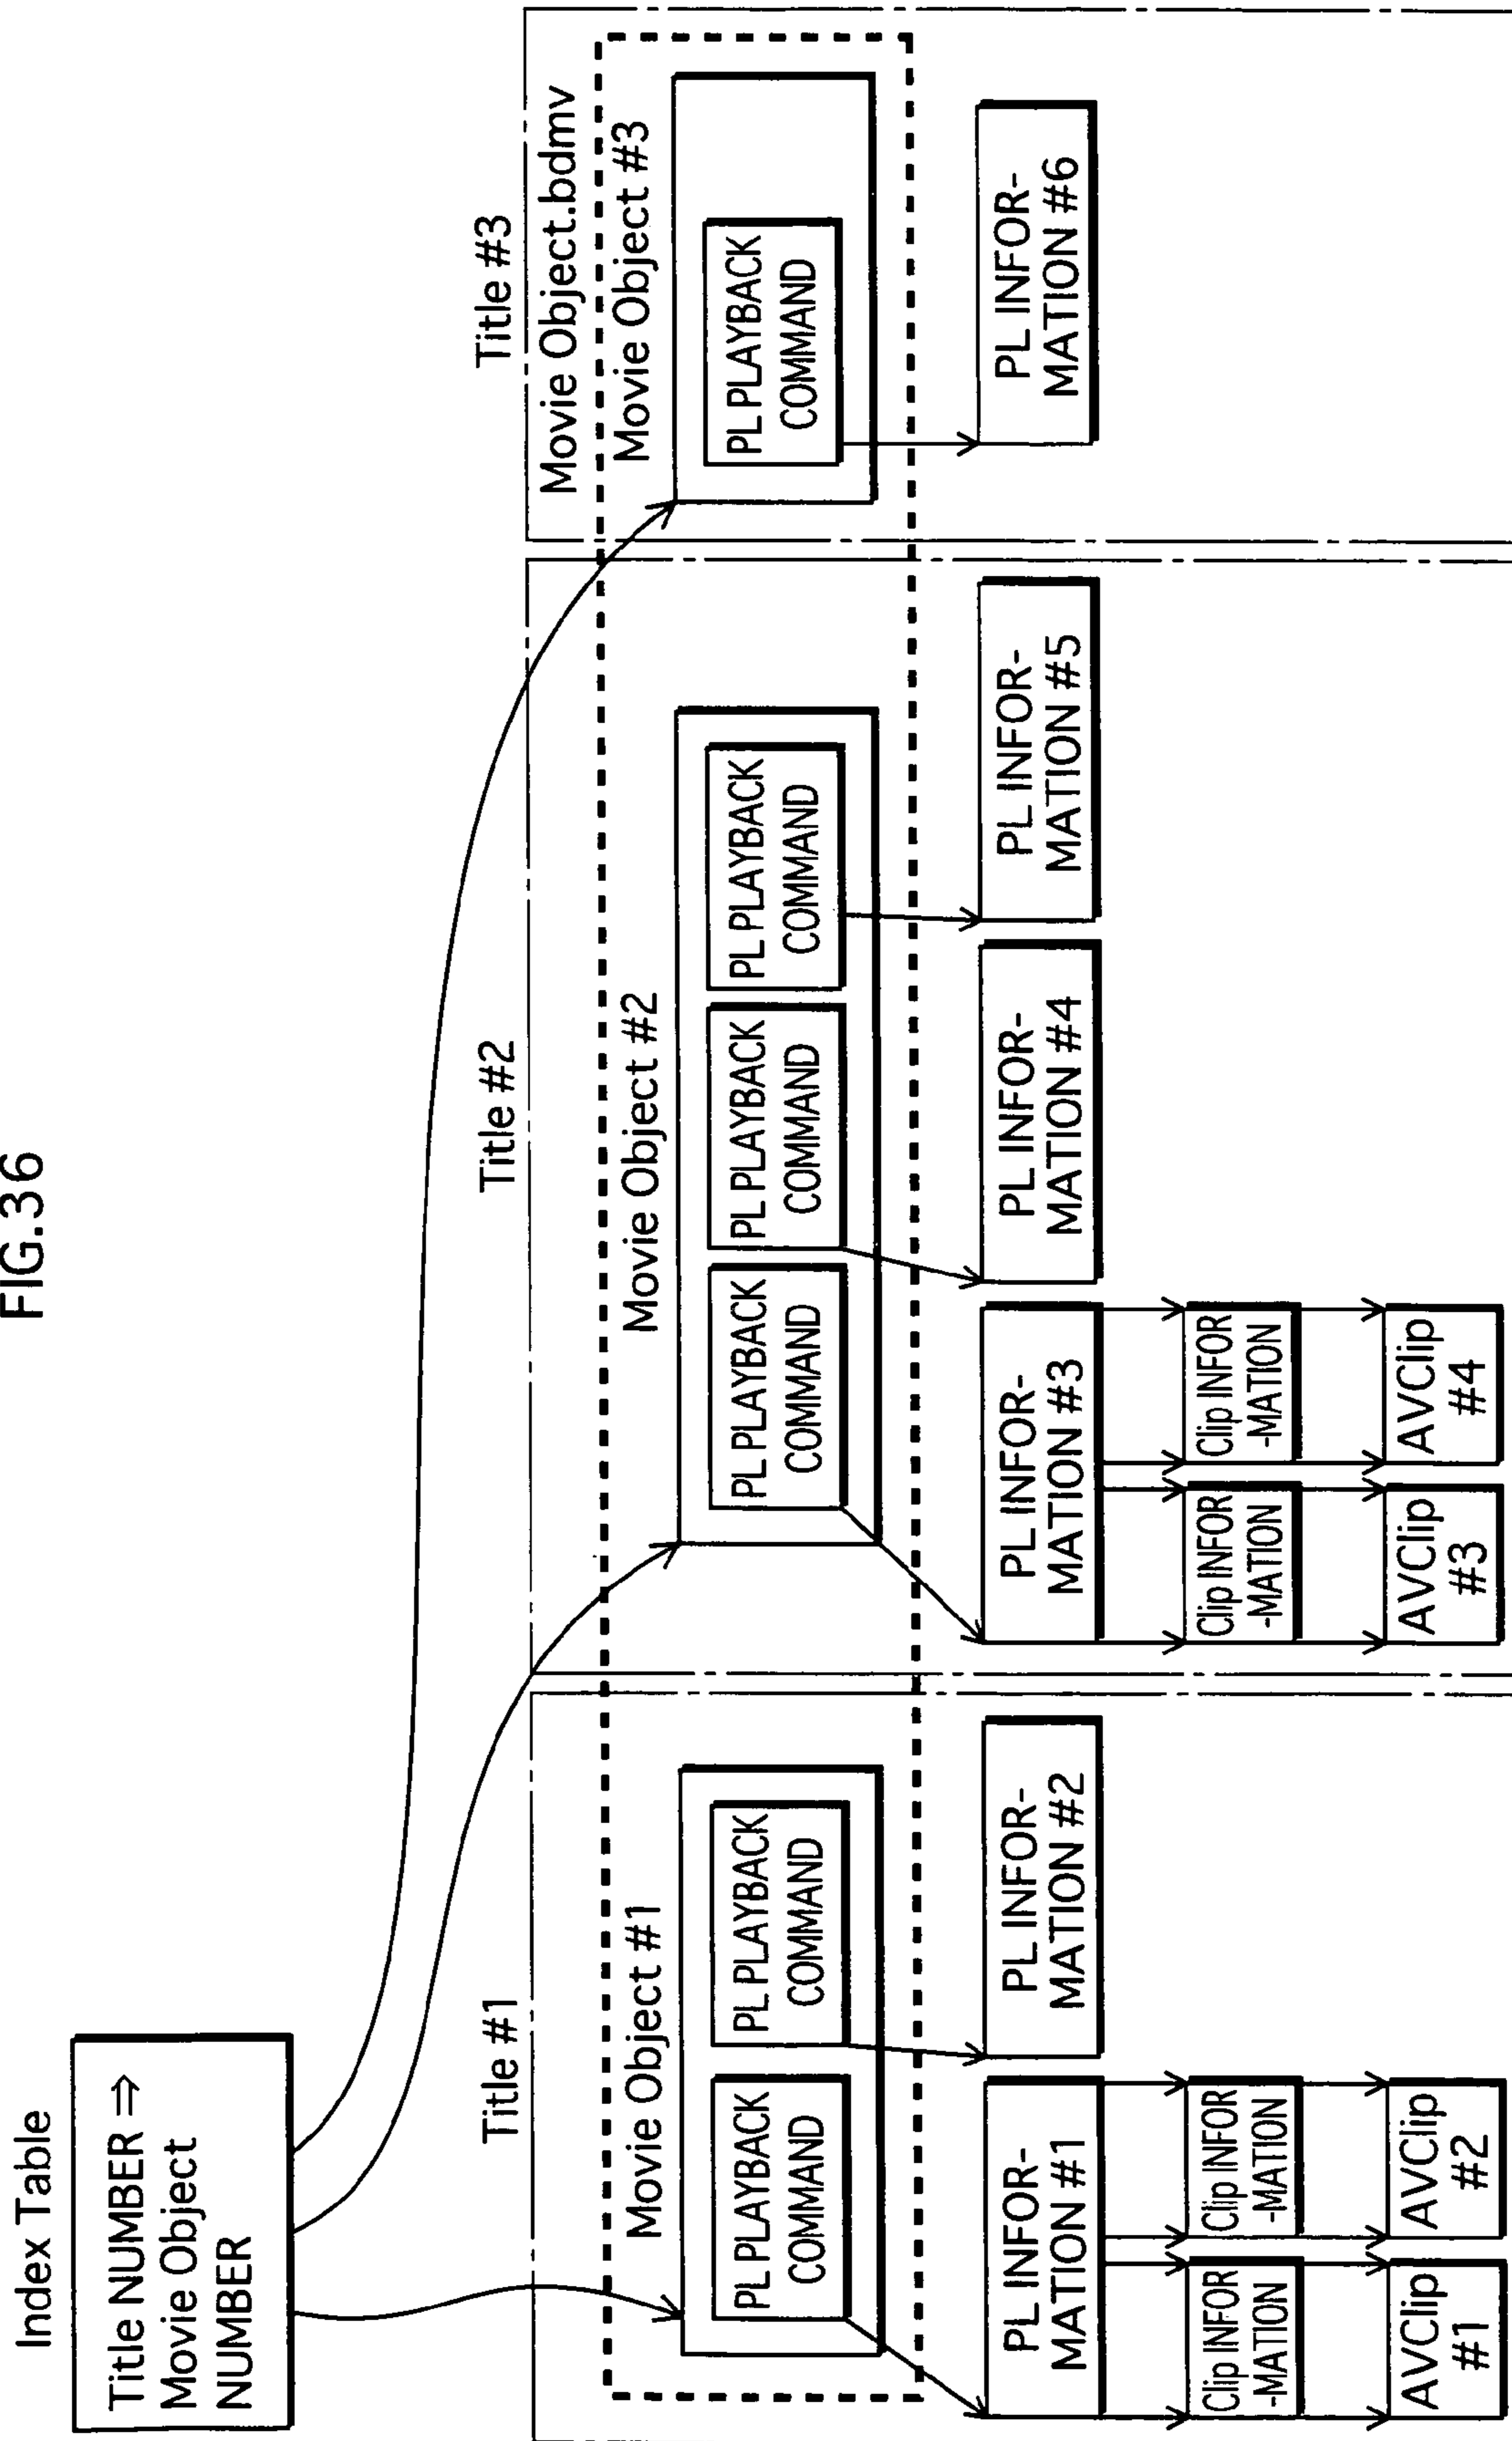 FIG.36
Index Table
Title NUMBER ⇒
Movie Object
NUMBER
Title #1
Title #2
Title #3
Movie Object.bdmv
Movie Object #1
Movie Object #2
Movie Object #3
PL PLAYBACK
COMMAND
PL PLAYBACK
COMMAND
PL PLAYBACK
COMMAND
PL PLAYBACK
COMMAND
PL PLAYBACK
COMMAND
PL PLAYBACK
COMMAND
PL INFOR-
MATION #1
PL INFOR-
MATION #2
PL INFOR-
MATION #3
PL INFOR-
MATION #4
PL INFOR-
MATION #5
PL INFOR-
MATION #6
Clip INFOR
-MATION
Clip INFOR
-MATION
Clip INFOR
-MATION
Clip INFOR
-MATION
AVClip
#1
AVClip
#2
AVClip
#3
AVClip
#4